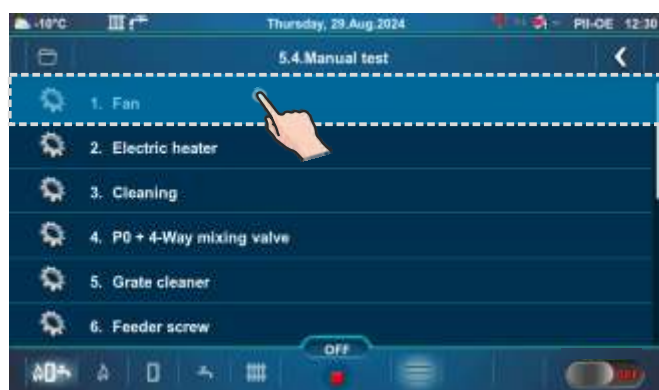 -10°C Thursday, 29.Aug.2024 PII-OE 12:30
5.4.Manual test
1. Fan
2. Electric heater
3. Cleaning
4. P0 + 4-Way mixing valve
5. Grate cleaner
6. Feeder screw
OFF
OFF